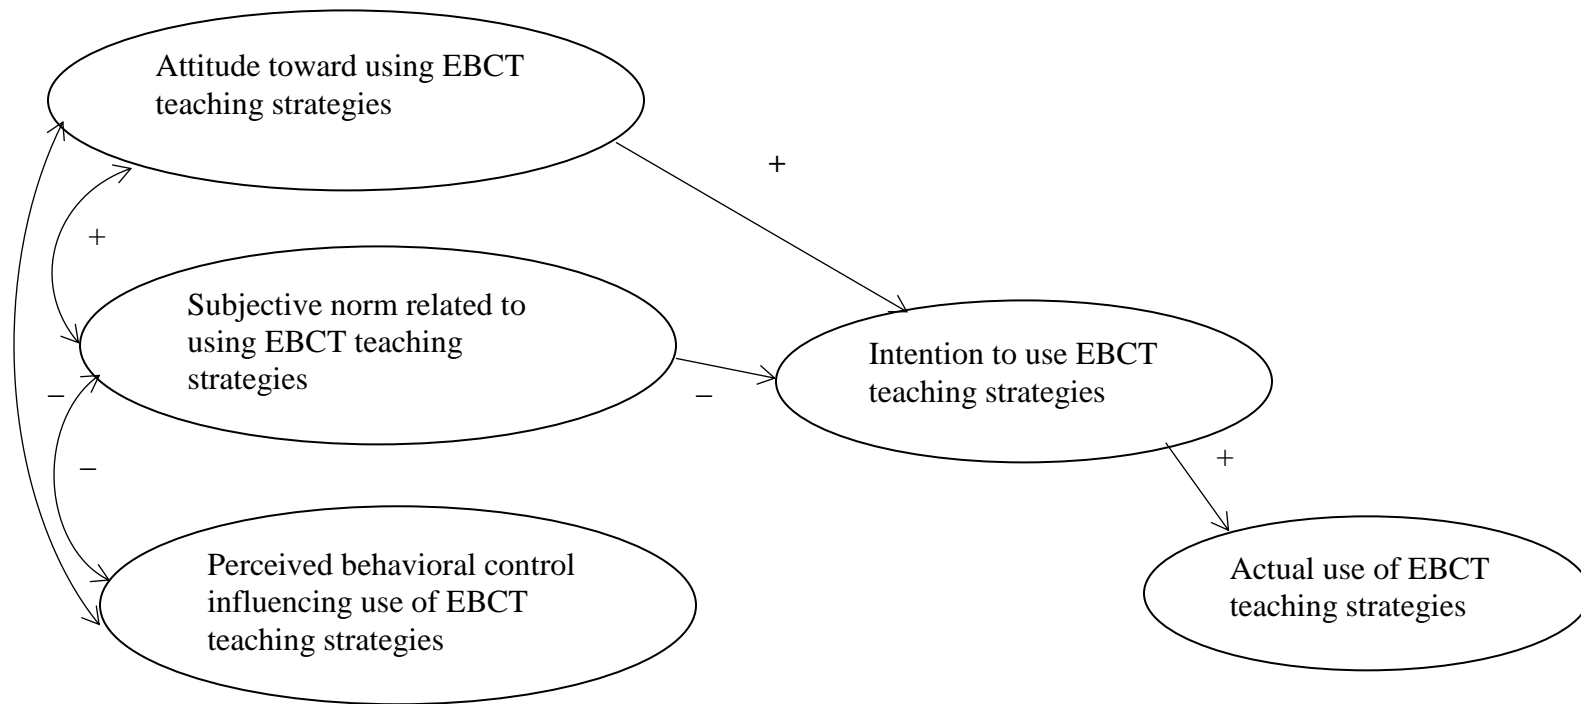 Attitude toward using EBCT
teaching strategies
+
+
Subjective norm related to
using EBCT teaching
strategies
Intention to use EBCT
teaching strategies
–
–
–
+
Perceived behavioral control
influencing use of EBCT
teaching strategies
Actual use of EBCT
teaching strategies